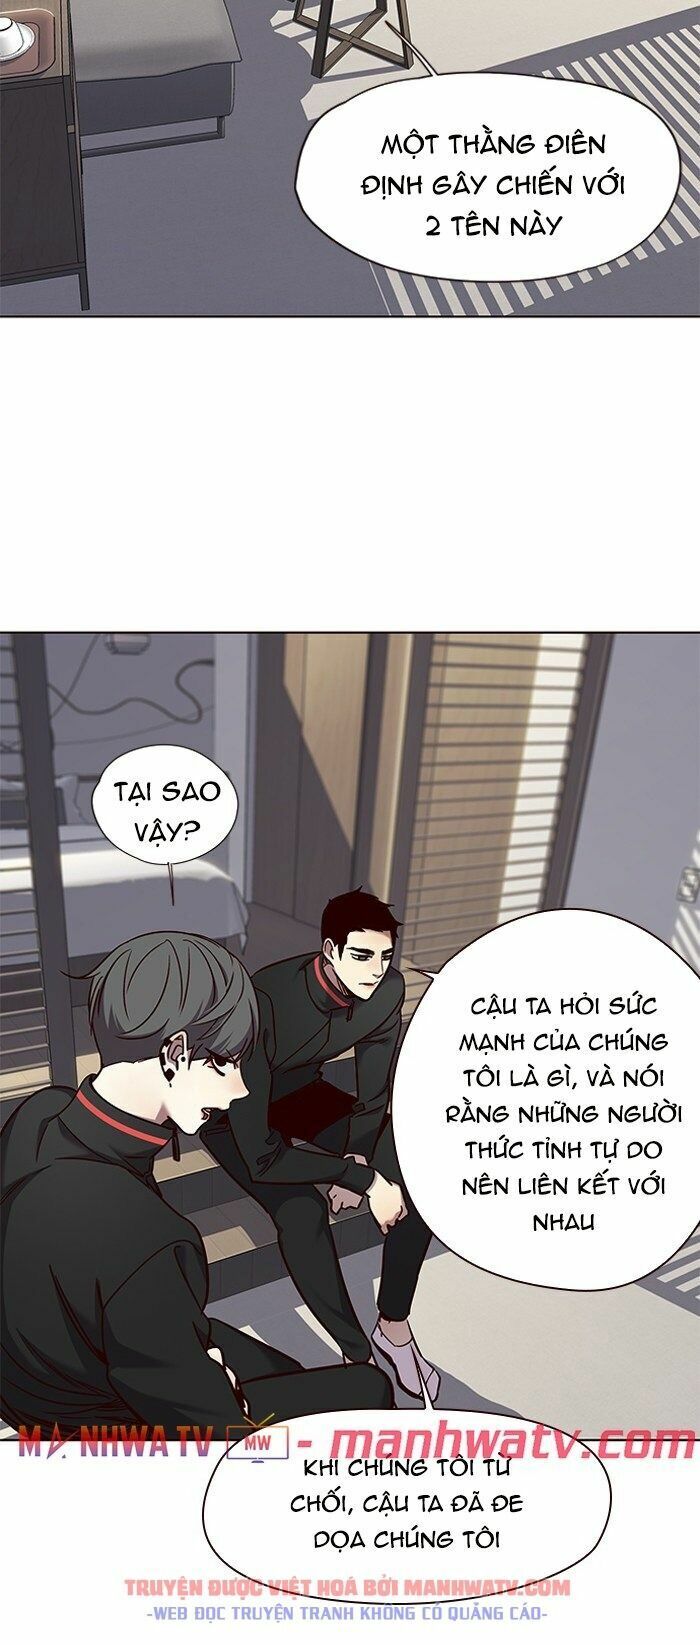 MỘT THẰNG ĐIÊN
ĐỊNH GÂY CHIẾN VỚI
2 TÊN NÀY
TẠI SAO
VẬY?
CẬU TA HỎI SỨC
MẠNH CỦA CHÚNG
TÔI LÀ GÌ, VÀ NÓI
RẰNG NHỮNG NGƯỜI
THỨC TỈNH TỰ DO
NÊN LIÊN KẾT VỚI
NHAU
MANHWATV MW - manhwatv.com
KHI CHÚNG TÔI TỪ
CHỐI, CẬU TA ĐÃ ĐE
DỌA CHÚNG TÔI
TRUYỆN ĐƯỢC VIỆT HOÁ BỞI MANHWATV.COM
-WEB ĐỌC TRUYỆN TRANH KHÔNG CÓ QUẢNG CÁO-